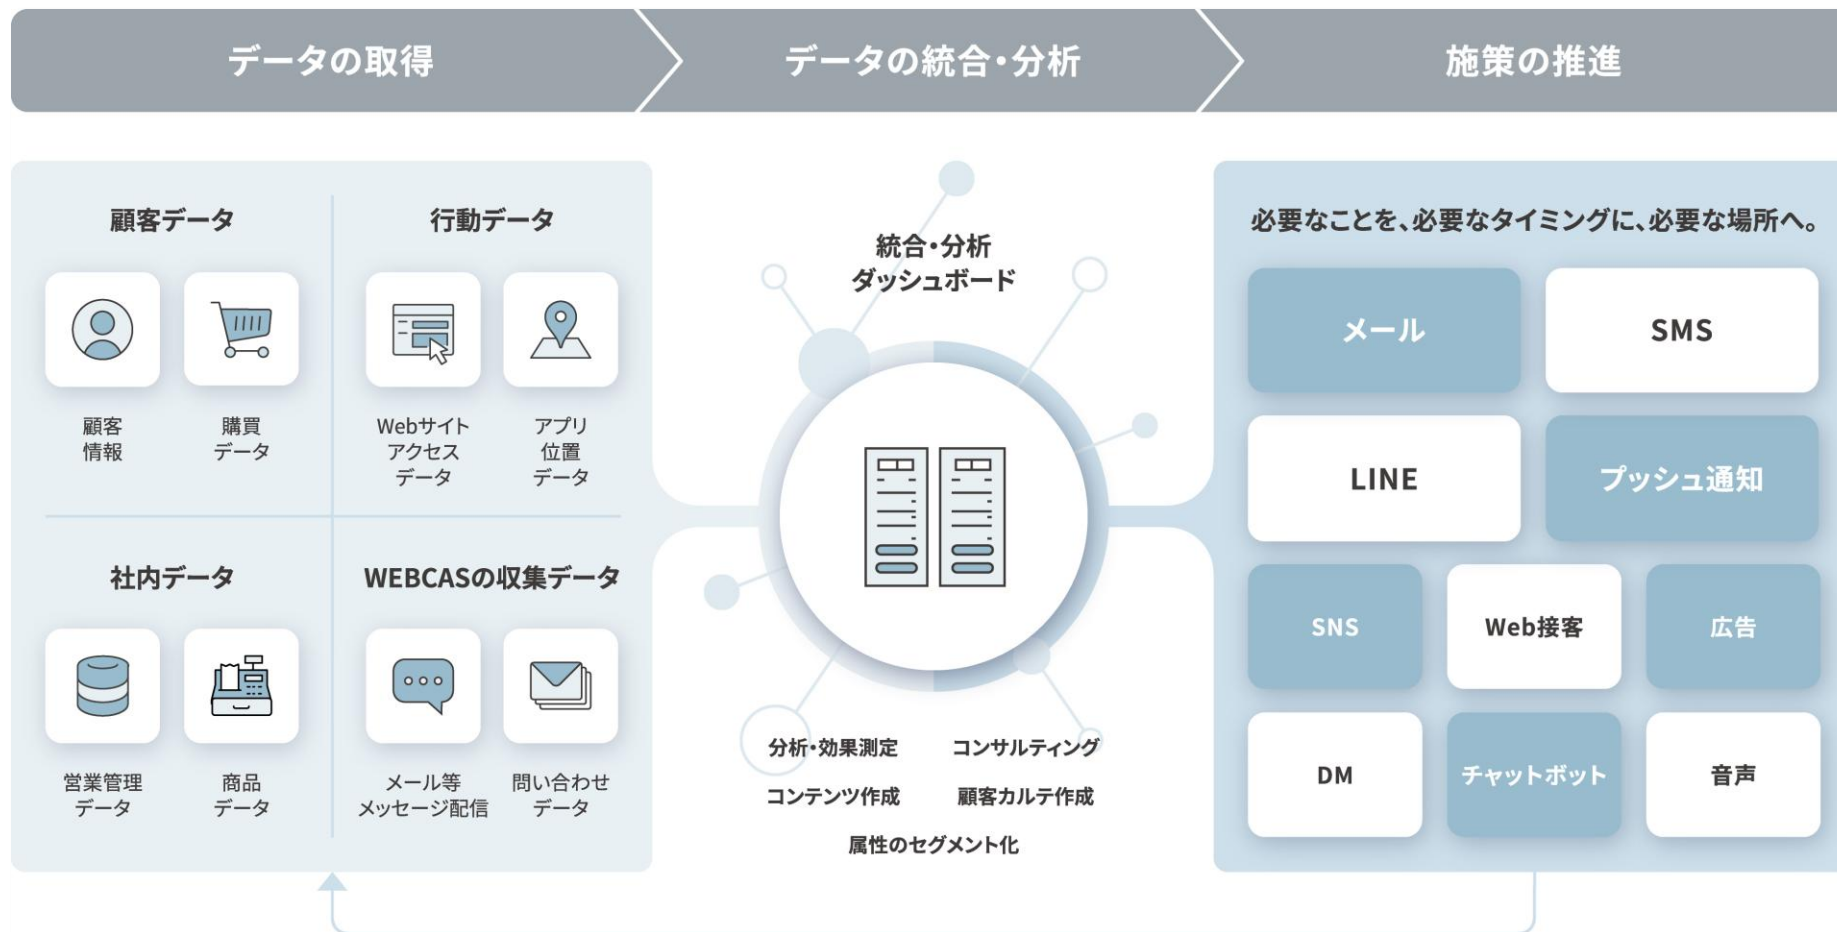 データの取得
データの統合・分析
施策の推進
顧客データ
顧客
情報
購買
データ
行動データ
Webサイト
アクセス
データ
アプリ
位置
データ
社内データ
営業管理
データ
商品
データ
WEBCASの収集データ
メール等
メッセージ配信
問い合わせ
データ
統合・分析
ダッシュボード
分析・効果測定
コンサルティング
コンテンツ作成
顧客カルテ作成
属性のセグメント化
必要なことを、必要なタイミングに、必要な場所へ。
メール
SMS
LINE
プッシュ通知
SNS
Web接客
広告
DM
チャットボット
音声